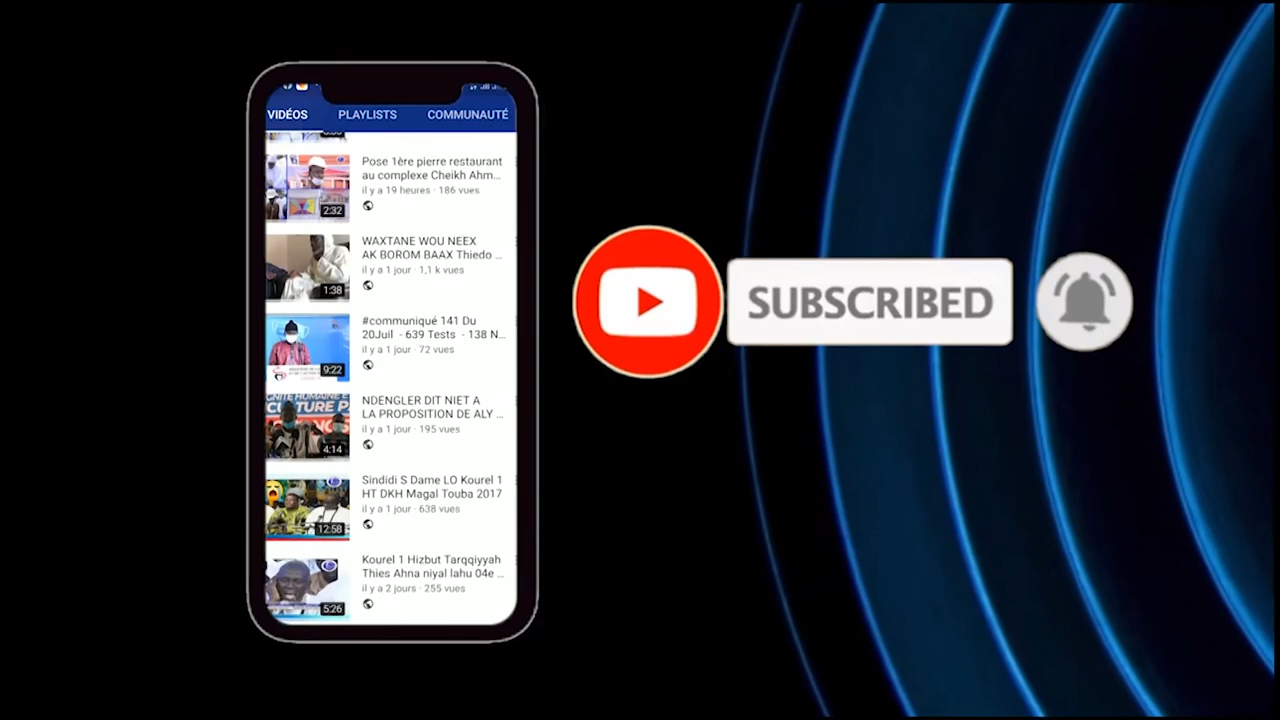 VIDÉOS PLAYLISTS COMMUNAUTÉ
Pose 1ère pierre restaurant
au complexe Cheikh Ahm...
il y a 19 heures · 186 vues
2:32
WAXTANE WOU NEEX
AK BOROM BAAX Thiedo ...
il y a 1 jour · 1,1 k vues
1:38
#communiqué 141 Du
20Juil - 639 Tests - 138 N...
il y a 1 jour · 72 vues
9:22
CULTURE P
NDENGLER DIT NIET A
LA PROPOSITION DE ALY ...
il y a 1 jour · 195 vues
4:14
Sindidi S Dame LO Kourel 1
HT DKH Magal Touba 2017
il y a 1 jour · 638 vues
12:58
Kourel 1 Hizbut Tarqqiyyah
Thies Ahna niyal lahu 04e ...
il y a 2 jours · 255 vues
5:26
SUBSCRIBED